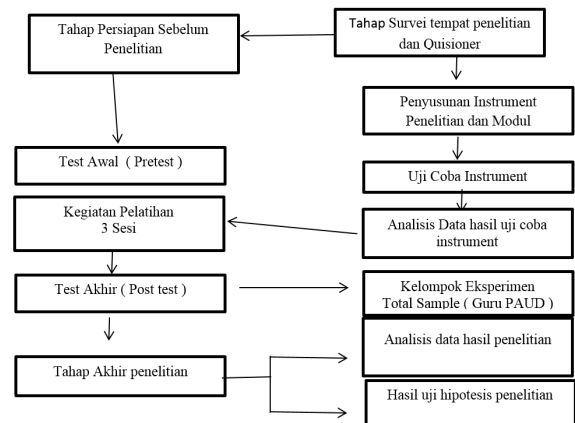 Tahap Persiapan Sebelum
Penelitian
Tahap Survei tempat penelitian
dan Quisioner
Penyusunan Instrument
Penelitian dan Modul
Test Awal ( Pretest )
Uji Coba Instrument
Kegiatan Pelatihan
3 Sesi
Analisis Data hasil uji coba
instrument
Test Akhir ( Post test )
Kelompok Eksperimen
Total Sample ( Guru PAUD )
Tahap Akhir penelitian
Analisis data hasil penelitian
Hasil uji hipotesis penelitian